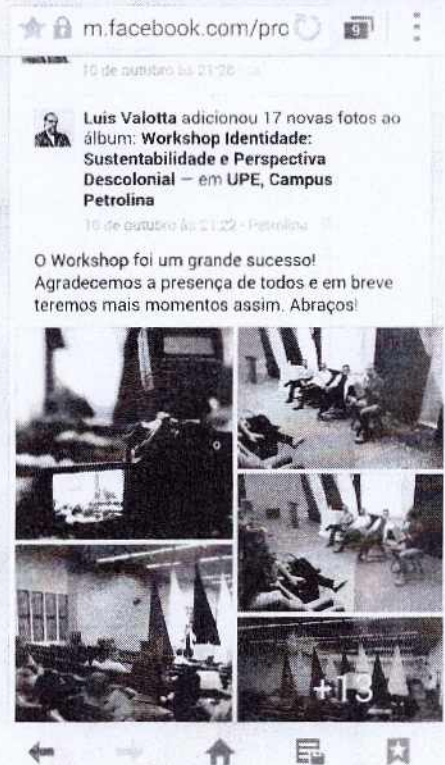 m.facebook.com/pro
9
10 de outubro às 21:26
Luis Valotta adicionou 17 novas fotos ao
álbum: Workshop Identidade:
Sustentabilidade e Perspectiva
Descolonial — em UPE, Campus
Petrolina
10 de outubro às 21:22 · Petrolina
O Workshop foi um grande sucesso!
Agradecemos a presença de todos e em breve
teremos mais momentos assim. Abraços!
+13